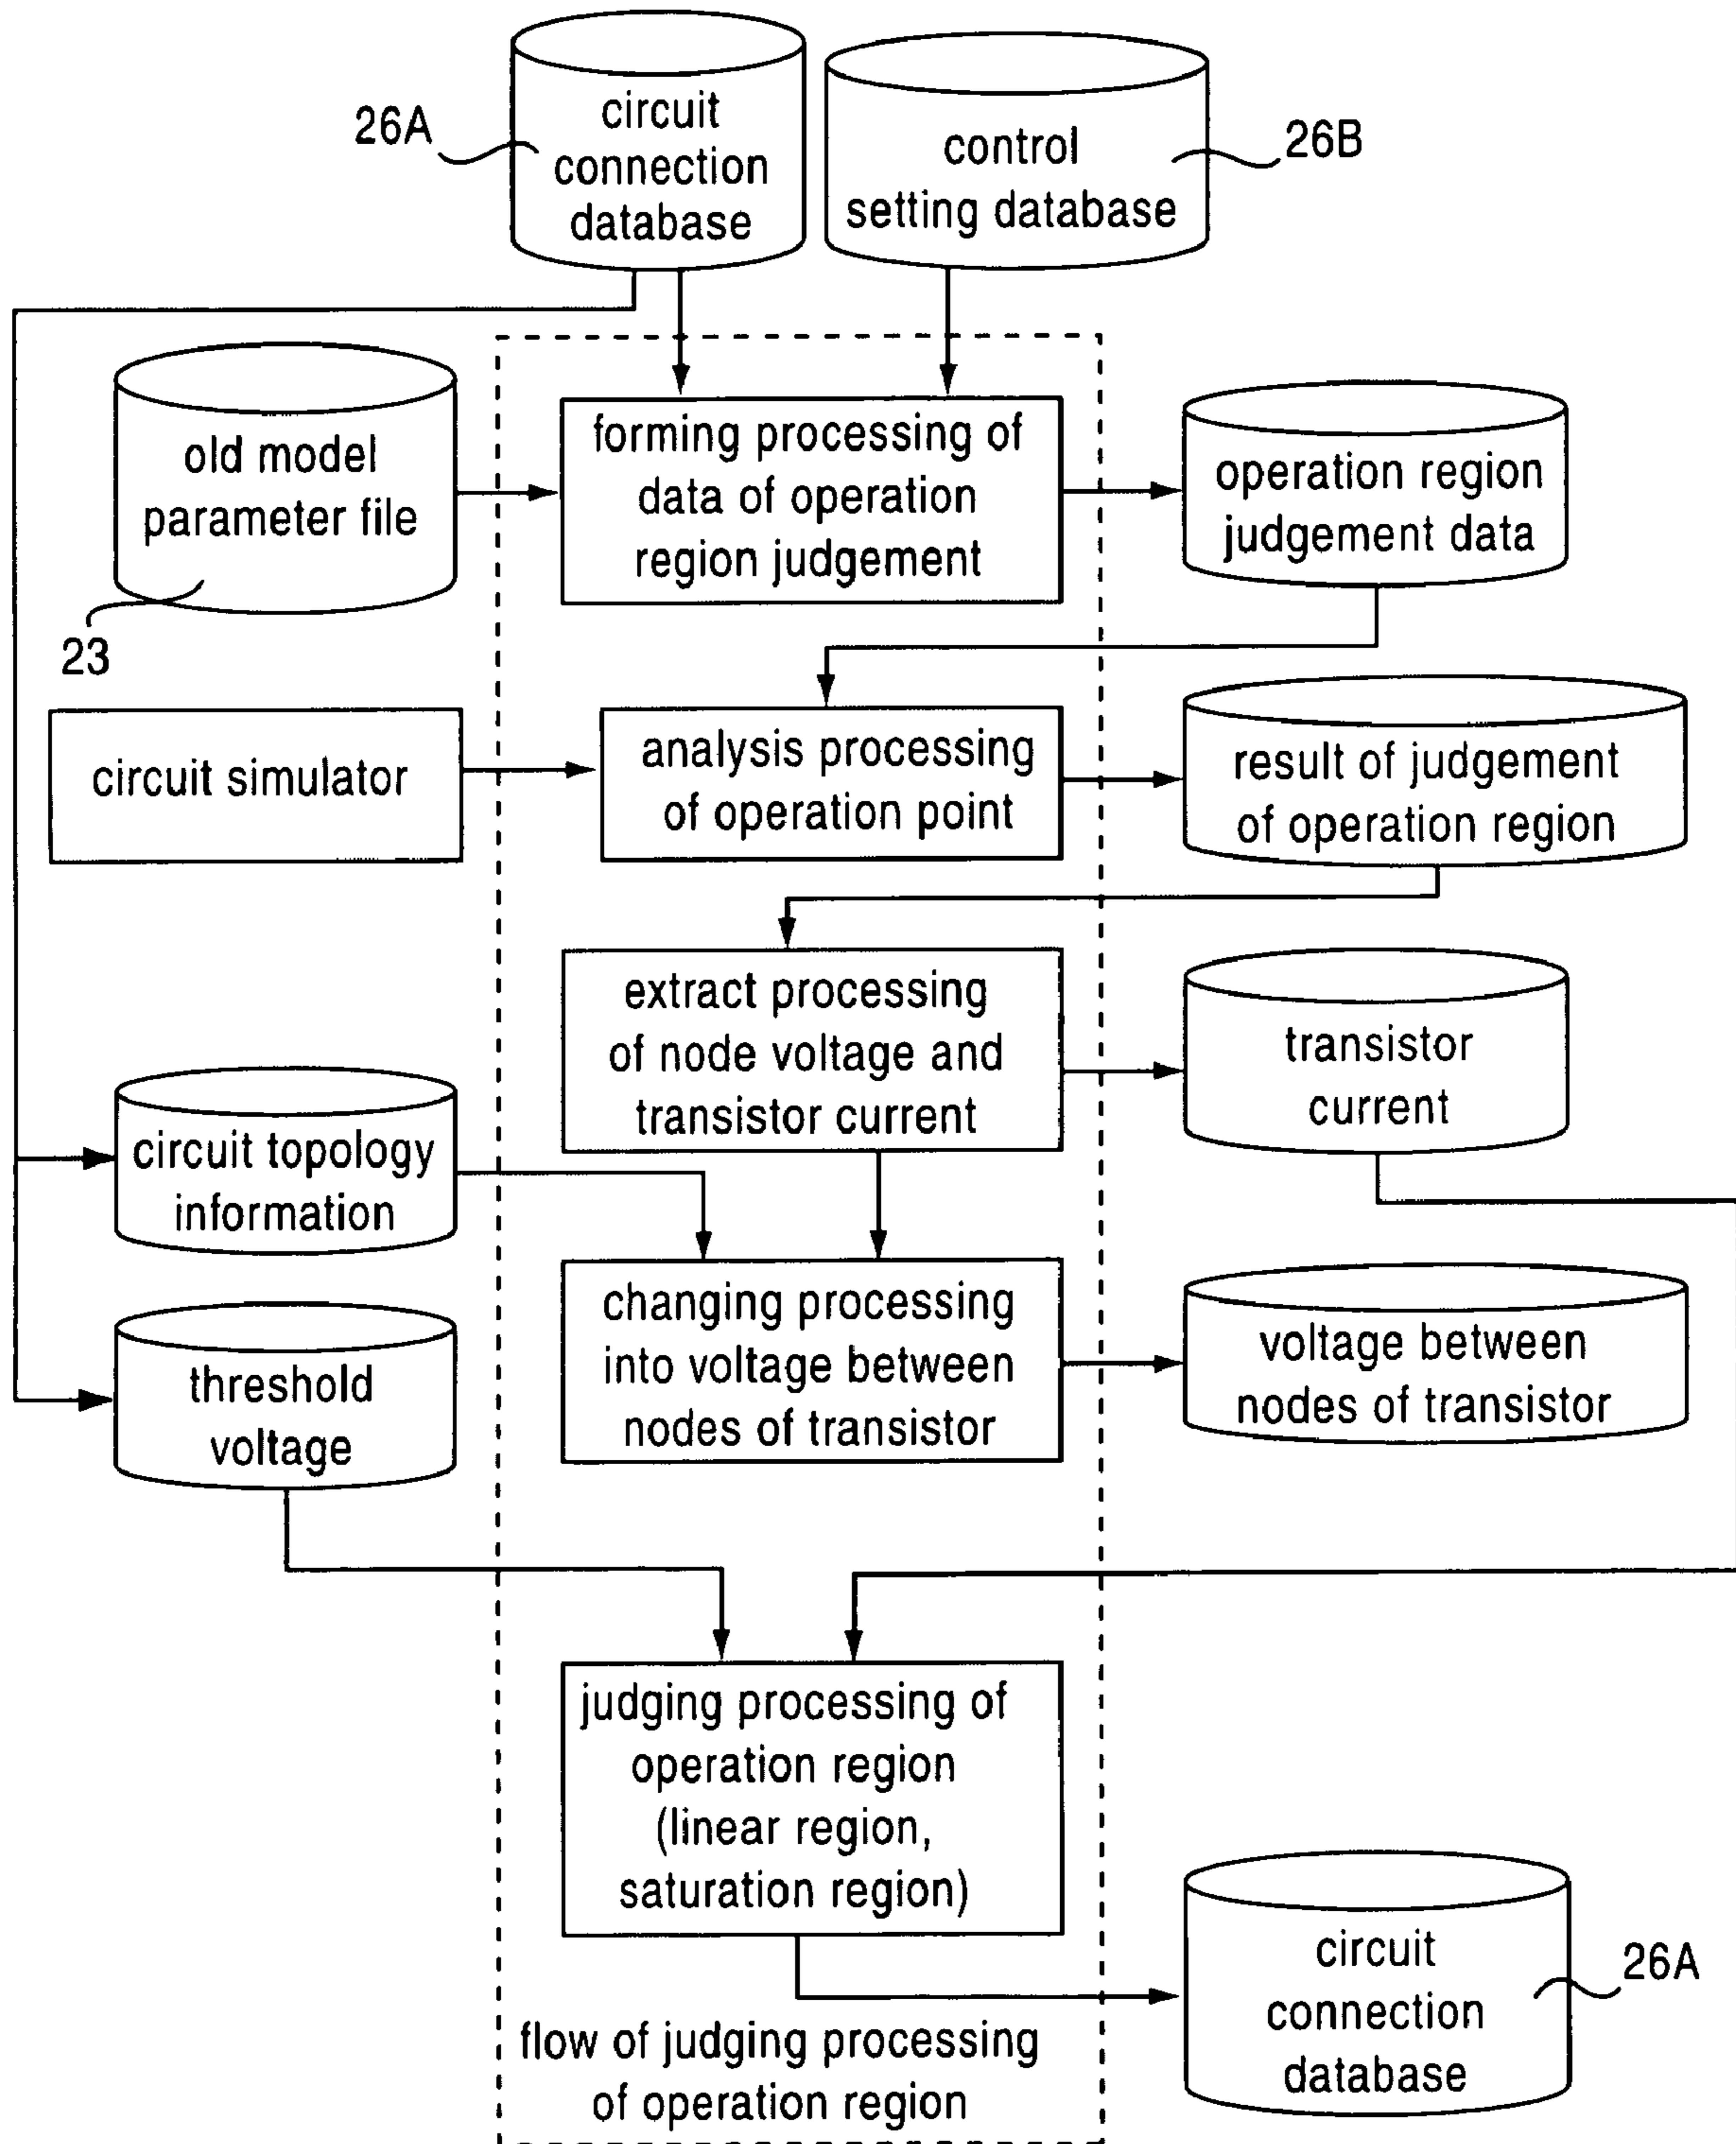 26A
circuit
connection
database
control
setting database
26B
old model
parameter file
23
forming processing of
data of operation
region judgement
operation region
judgement data
circuit simulator
analysis processing
of operation point
result of judgement
of operation region
extract processing
of node voltage and
transistor current
transistor
current
circuit topology
information
changing processing
into voltage between
nodes of transistor
voltage between
nodes of transistor
threshold
voltage
judging processing of
operation region
(linear region,
saturation region)
circuit
connection
database
26A
flow of judging processing
of operation region